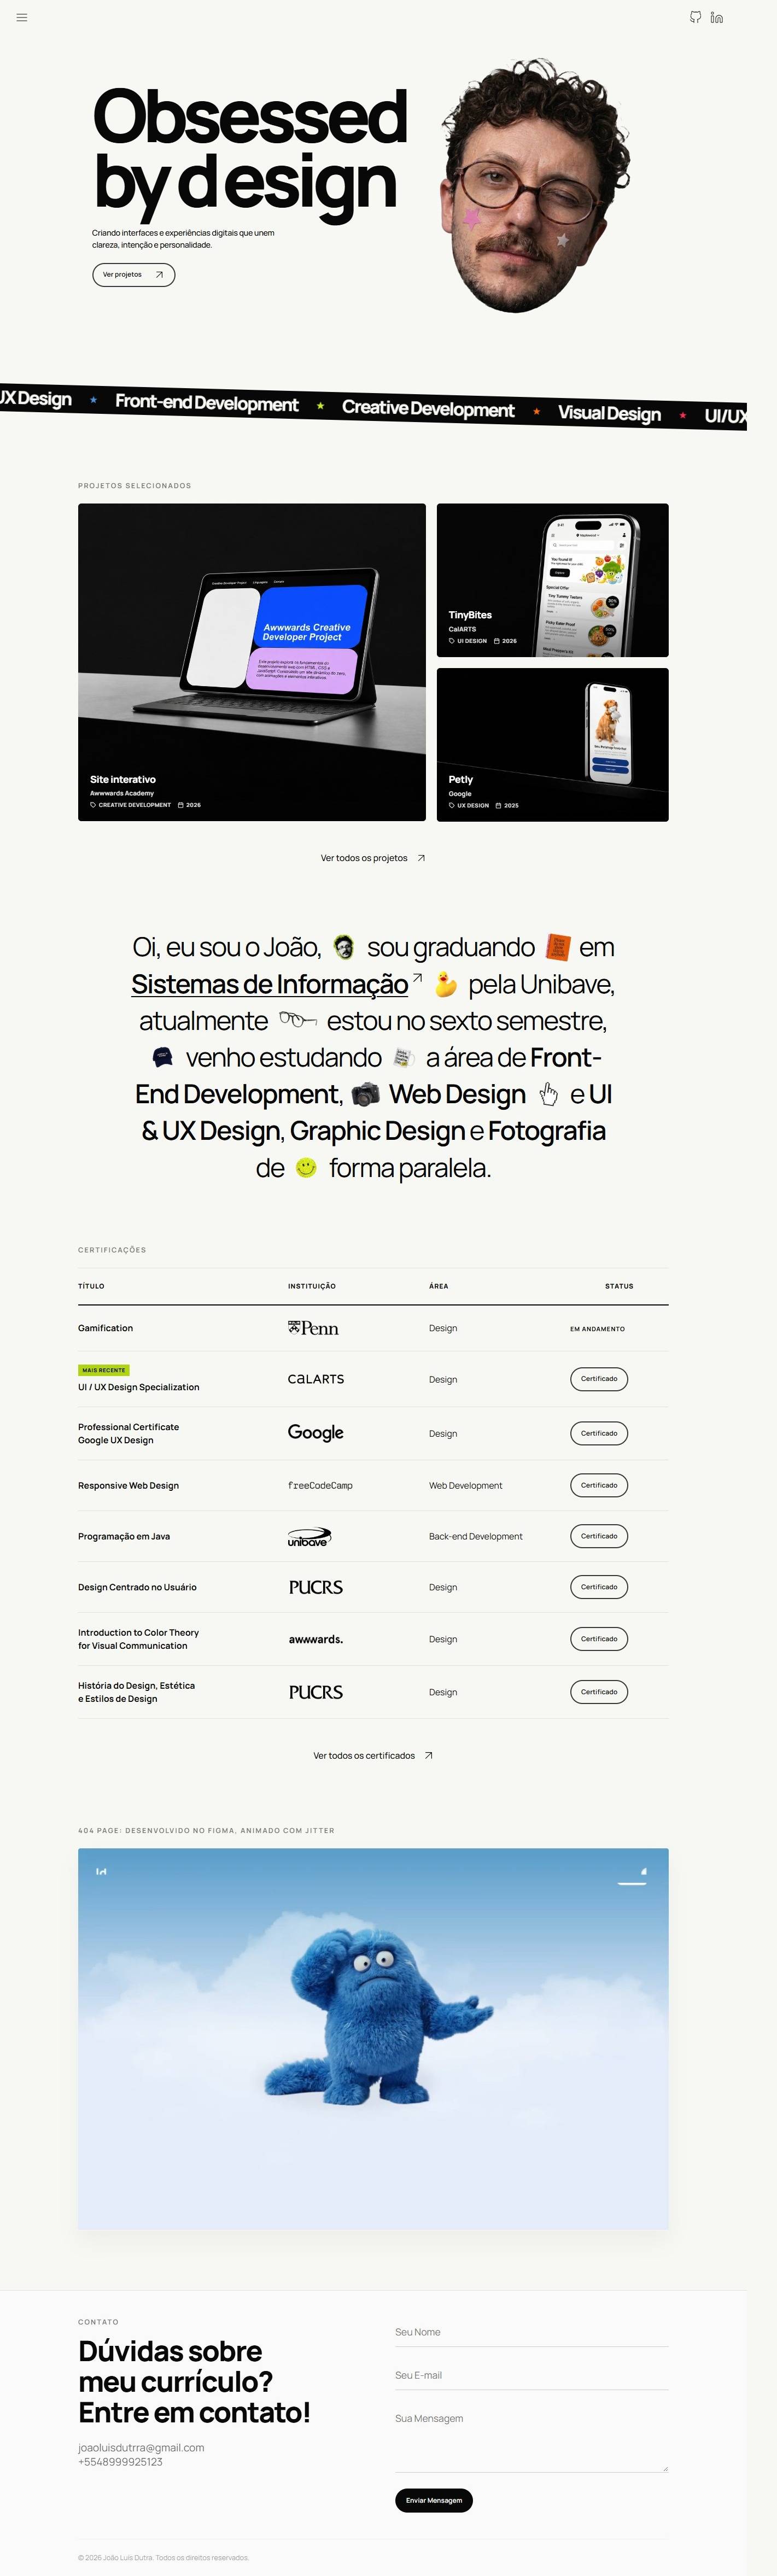 Obsessed
by design
Criando interfaces e experiências digitais que unem
clareza, intenção e personalidade.
Ver projetos
UX Design ★ Front-end Development ★ Creative Development ★ Visual Design ★ UI/UX
PROJETOS SELECIONADOS
Creative Developer Project
Awwwards Creative
Developer Project
Site interativo
Awwwards Academy
CREATIVE DEVELOPMENT 2026
Special Offer
Tiny Tummy Tasters
TinyBites
CalARTS
UI DESIGN 2026
Petly
Google
UX DESIGN 2025
Ver todos os projetos
Oi, eu sou o João, sou graduando em
Sistemas de Informação pela Unibave,
atualmente estou no sexto semestre,
venho estudando a área de Front-
End Development, Web Design e UI
& UX Design, Graphic Design e Fotografia
de forma paralela.
CERTIFICAÇÕES
TÍTULO INSTITUIÇÃO ÁREA STATUS
Gamification Penn Design EM ANDAMENTO
MAIS RECENTE
UI / UX Design Specialization CALARTS Design Certificado
Professional Certificate
Google UX Design Google Design Certificado
Responsive Web Design freeCodeCamp Web Development Certificado
Programação em Java unibave Back-end Development Certificado
Design Centrado no Usuário PUCRS Design Certificado
Introduction to Color Theory
for Visual Communication awwwards. Design Certificado
História do Design, Estética
e Estilos de Design PUCRS Design Certificado
Ver todos os certificados
404 PAGE: DESENVOLVIDO NO FIGMA, ANIMADO COM JITTER
CONTATO
Dúvidas sobre
meu currículo?
Entre em contato!
joaoluisdutrra@gmail.com
+5548999925123
Seu Nome
Seu E-mail
Sua Mensagem
Enviar Mensagem
© 2026 João Luis Dutra. Todos os direitos reservados.